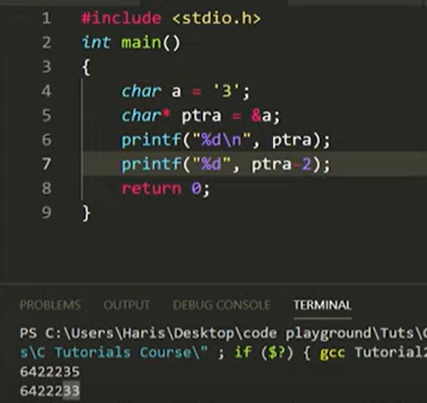 1 #include <stdio.h>
2 int main()
3 {
4 char a = '3';
5 char* ptra = &a;
6 printf("%d\n", ptra);
7 printf("%d", ptra-2);
8 return 0;
9 }
PROBLEMS OUTPUT DEBUG CONSOLE TERMINAL
PS C:\Users\Haris\Desktop\code playground\Tuts\
s\C Tutorials Course\" ; if ($?) { gcc Tutorial
6422235
6422233